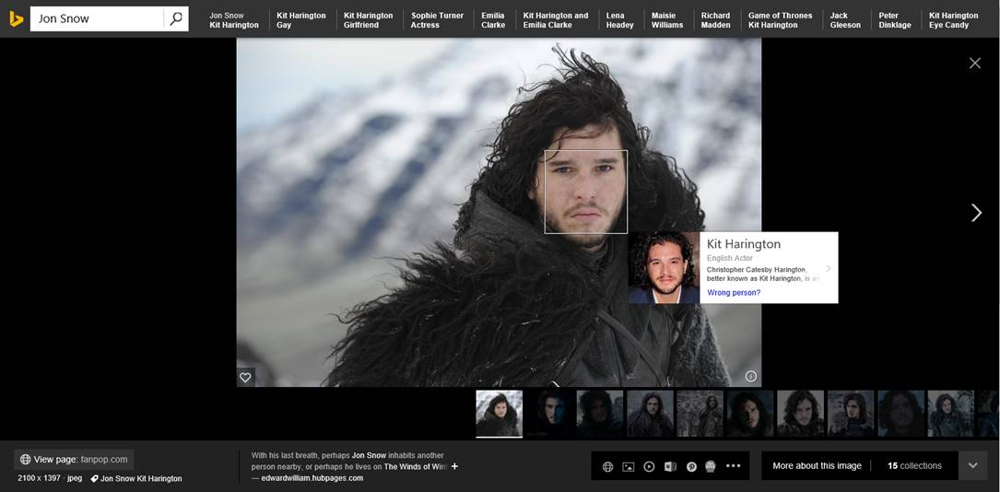 Jon Snow
Jon Snow
Kit Harington
Kit Harington
Gay
Kit Harington
Girlfriend
Sophie Turner
Actress
Emilia
Clarke
Kit Harington and
Emilia Clarke
Lena
Headey
Maisie
Williams
Richard
Madden
Game of Thrones
Kit Harington
Jack
Gleeson
Peter
Dinklage
Kit Harington
Eye Candy
Kit Harington
English Actor
Christopher Catesby Harington,
better known as Kit Harington, is an
Wrong person?
View page: fanpop.com
2100 x 1397 · jpeg Jon Snow Kit Harington
With his last breath, perhaps Jon Snow inhabits another
person nearby, or perhaps he lives on The Winds of Win
— edwardwilliam.hubpages.com
More about this image
15 collections